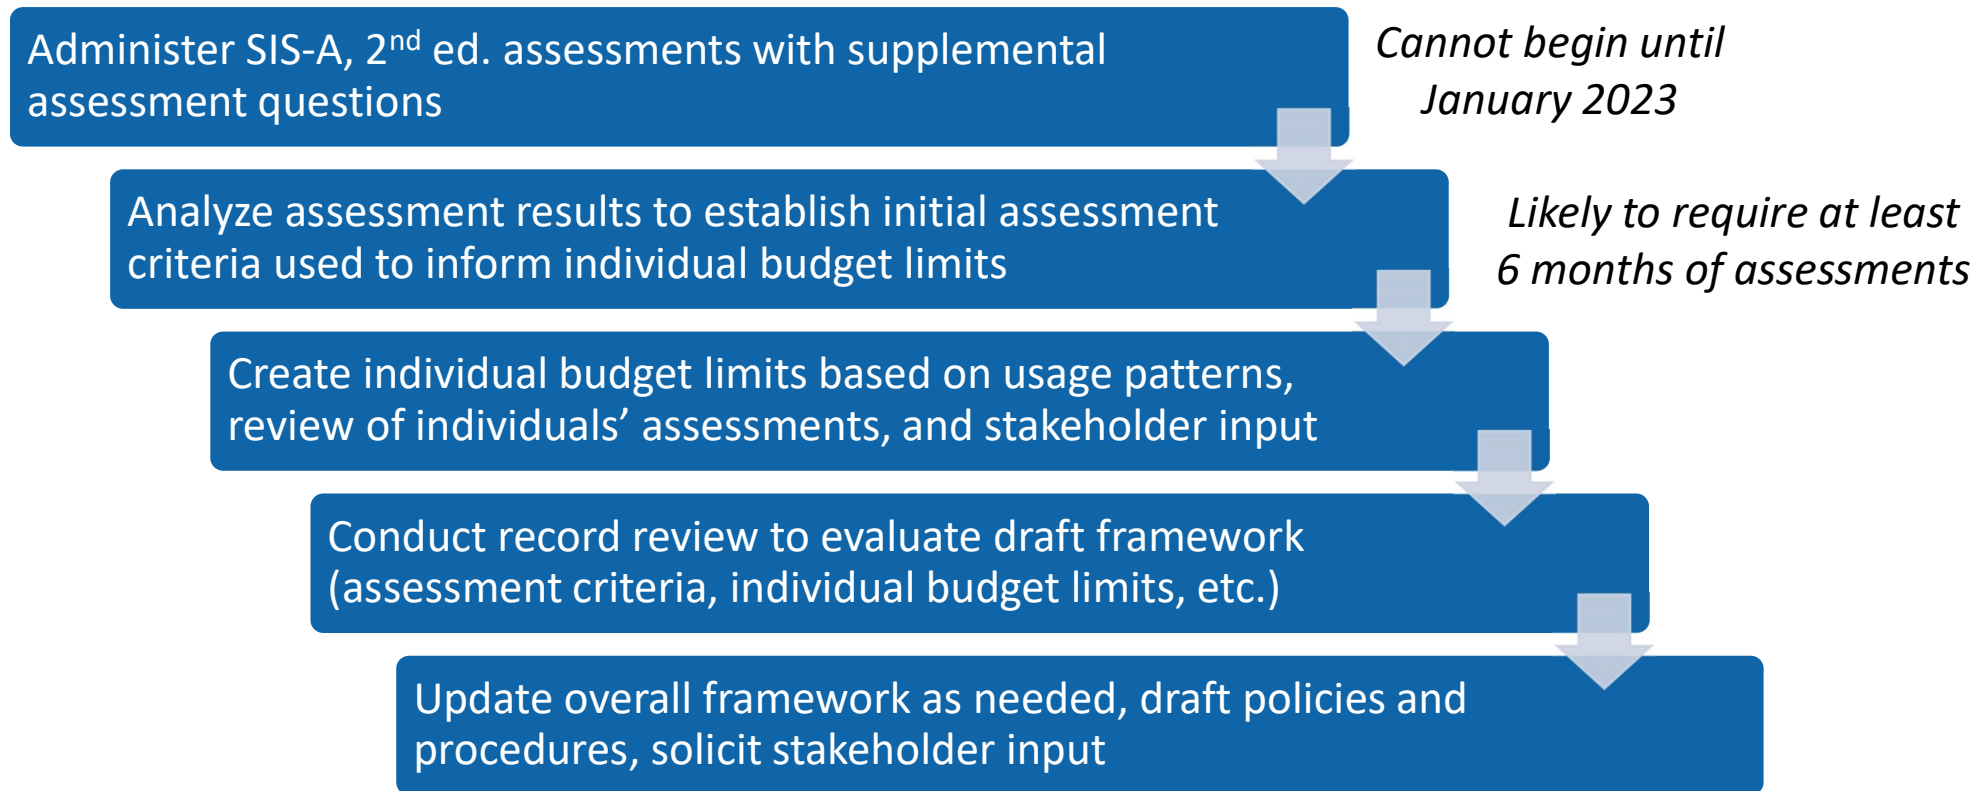 Administer SIS-A, 2nd ed. assessments with supplemental
assessment questions
Cannot begin until
January 2023
Analyze assessment results to establish initial assessment
criteria used to inform individual budget limits
Likely to require at least
6 months of assessments
Create individual budget limits based on usage patterns,
review of individuals’ assessments, and stakeholder input
Conduct record review to evaluate draft framework
(assessment criteria, individual budget limits, etc.)
Update overall framework as needed, draft policies and
procedures, solicit stakeholder input